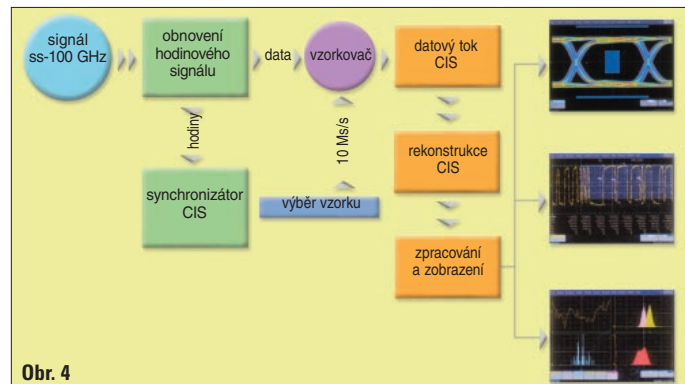 signál
ss-100 GHz
obnovení
hodinového
signálu
data
vzorkovač
datový tok
CIS
hodiny
10 Ms/s
rekonstrukce
CIS
synchronizátor
CIS
výběr vzorku
zpracování
a zobrazení
Obr. 4